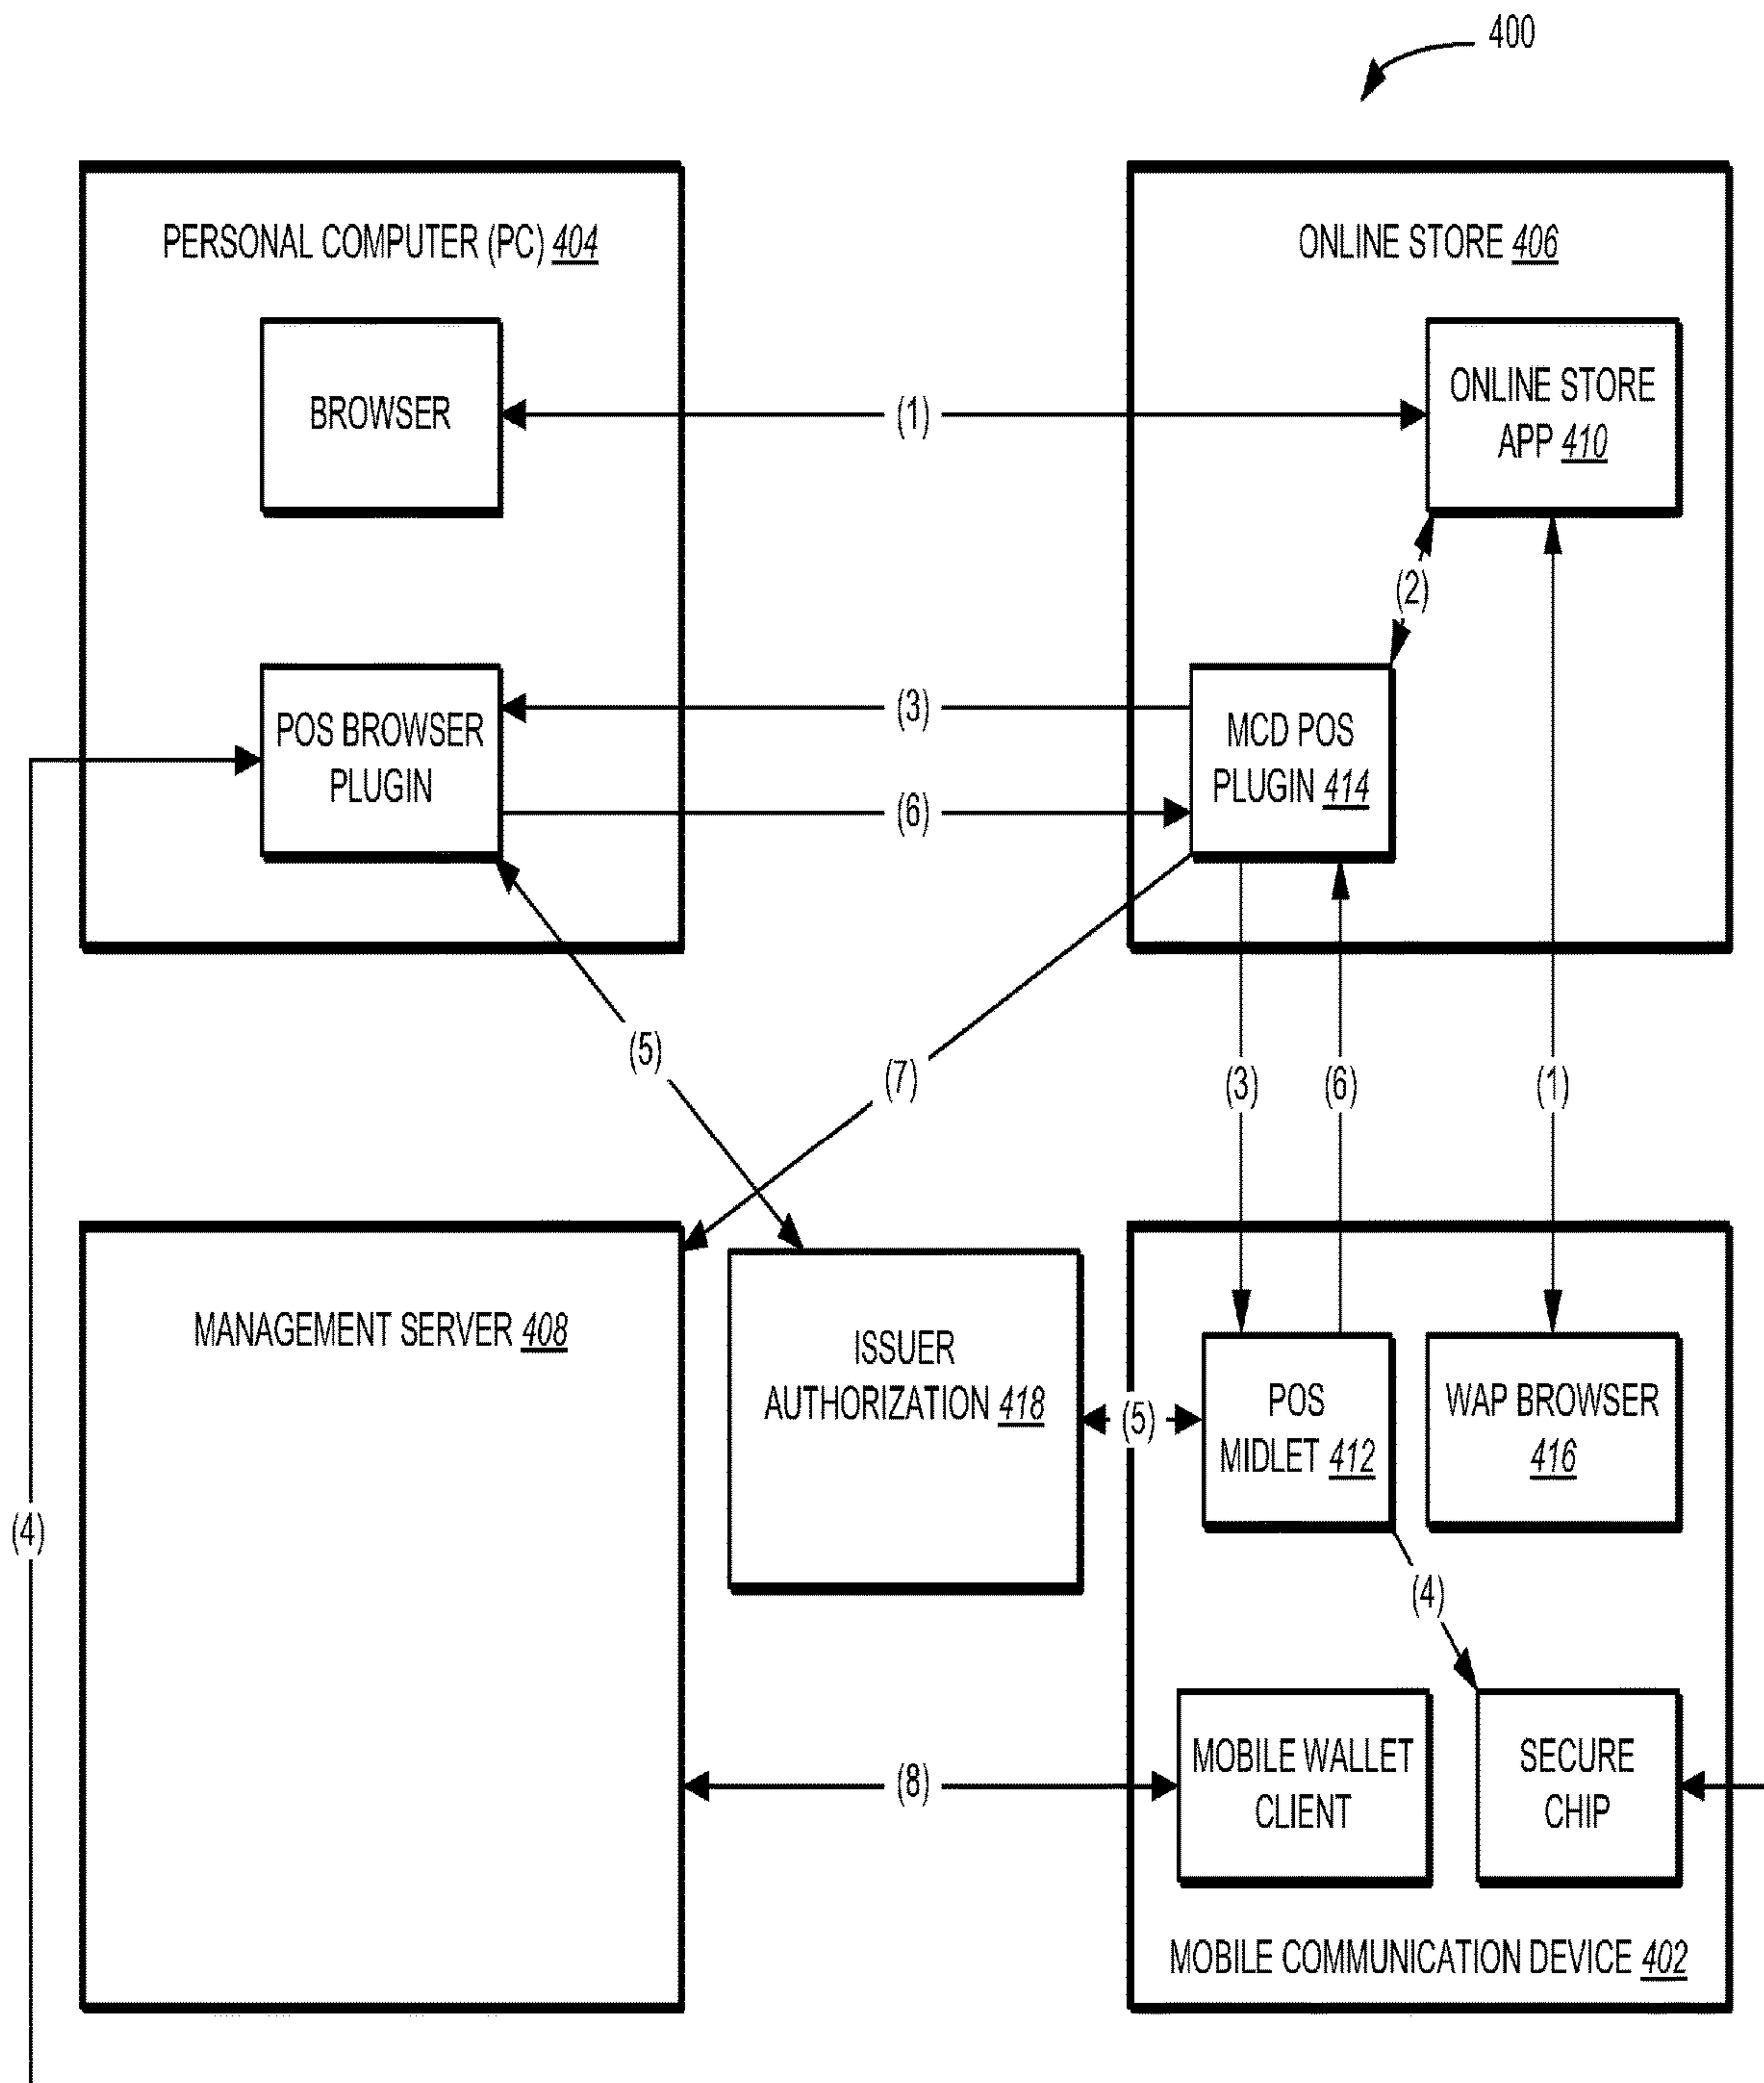 400
PERSONAL COMPUTER (PC) 404
ONLINE STORE 406
BROWSER
(1)
ONLINE STORE
APP 410
(2)
POS BROWSER
PLUGIN
(3)
(6)
MCD POS
PLUGIN 414
(5)
(7)
(3)
(6)
(1)
MANAGEMENT SERVER 408
ISSUER
AUTHORIZATION 418
(5)
POS
MIDLET 412
WAP BROWSER
416
(4)
(4)
(8)
MOBILE WALLET
CLIENT
SECURE
CHIP
MOBILE COMMUNICATION DEVICE 402